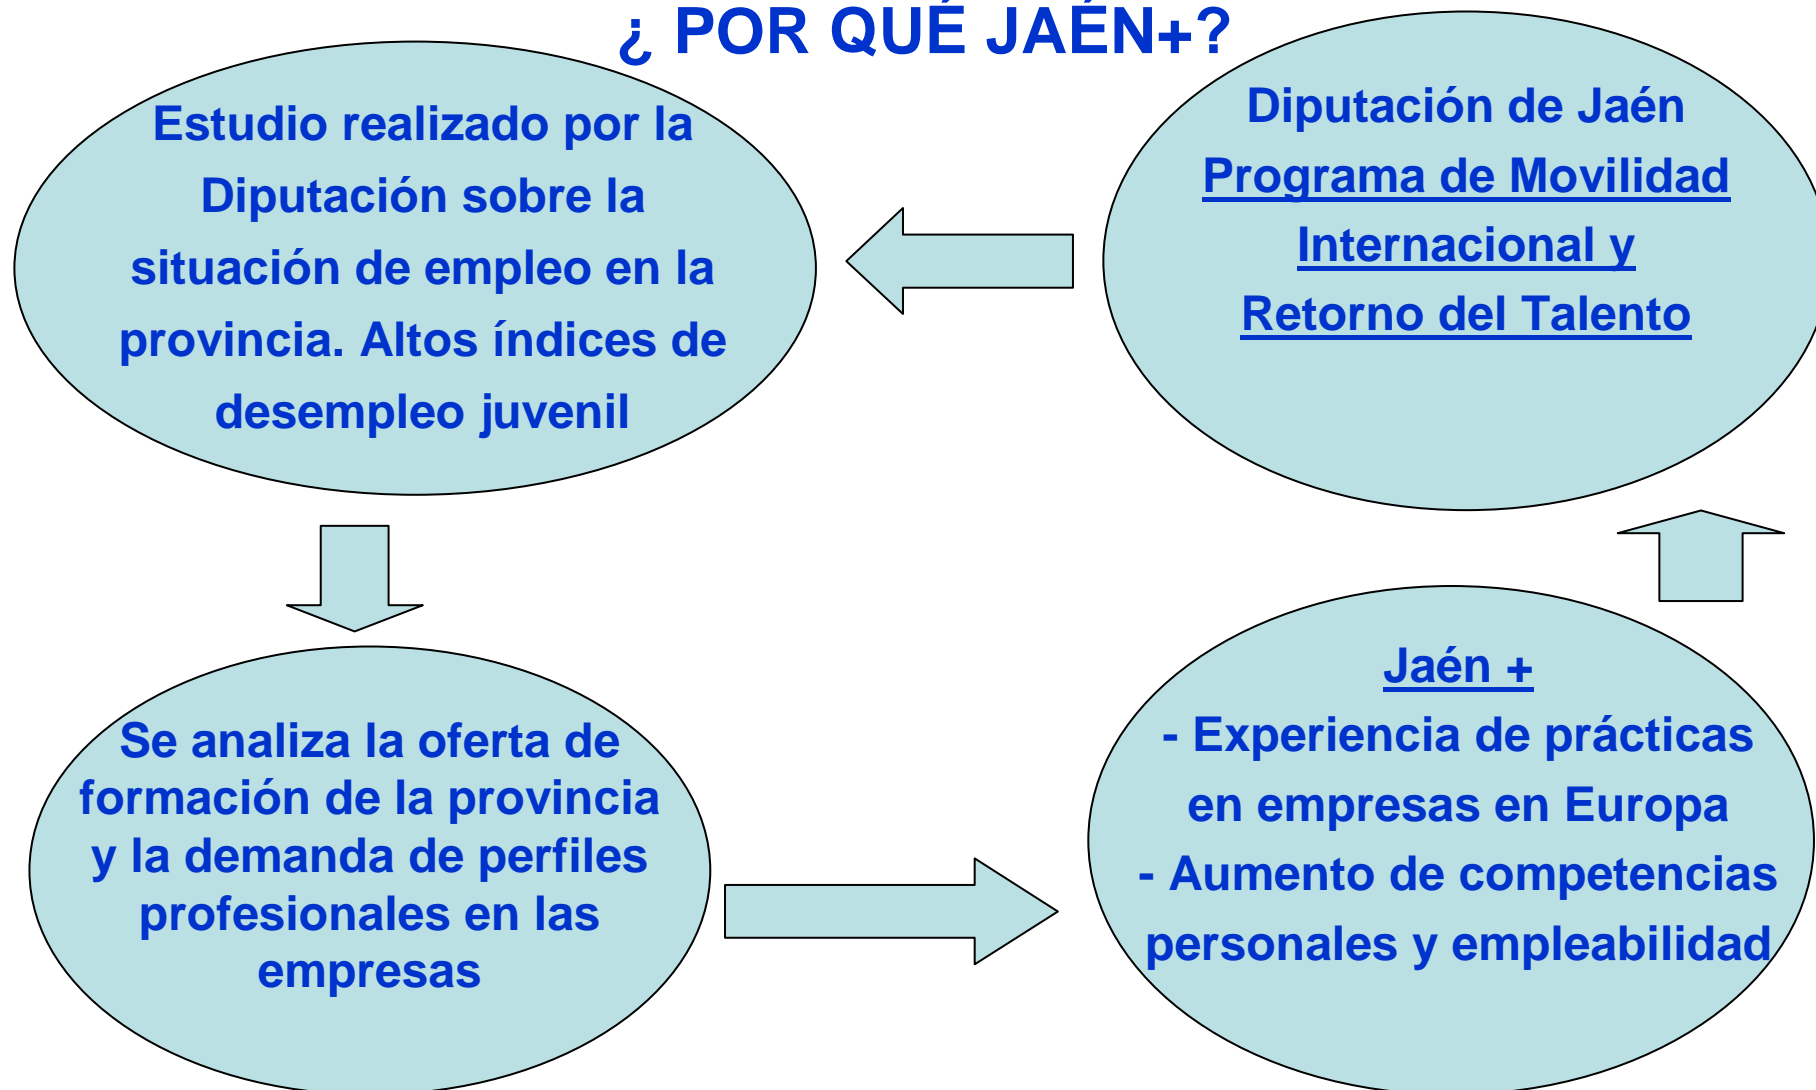 ¿ POR QUÉ JAÉN+?
Estudio realizado por la
Diputación sobre la
situación de empleo en la
provincia. Altos índices de
desempleo juvenil
Diputación de Jaén
Programa de Movilidad
Internacional y
Retorno del Talento
Se analiza la oferta de
formación de la provincia
y la demanda de perfiles
profesionales en las
empresas
Jaén +
- Experiencia de prácticas
en empresas en Europa
- Aumento de competencias
personales y empleabilidad